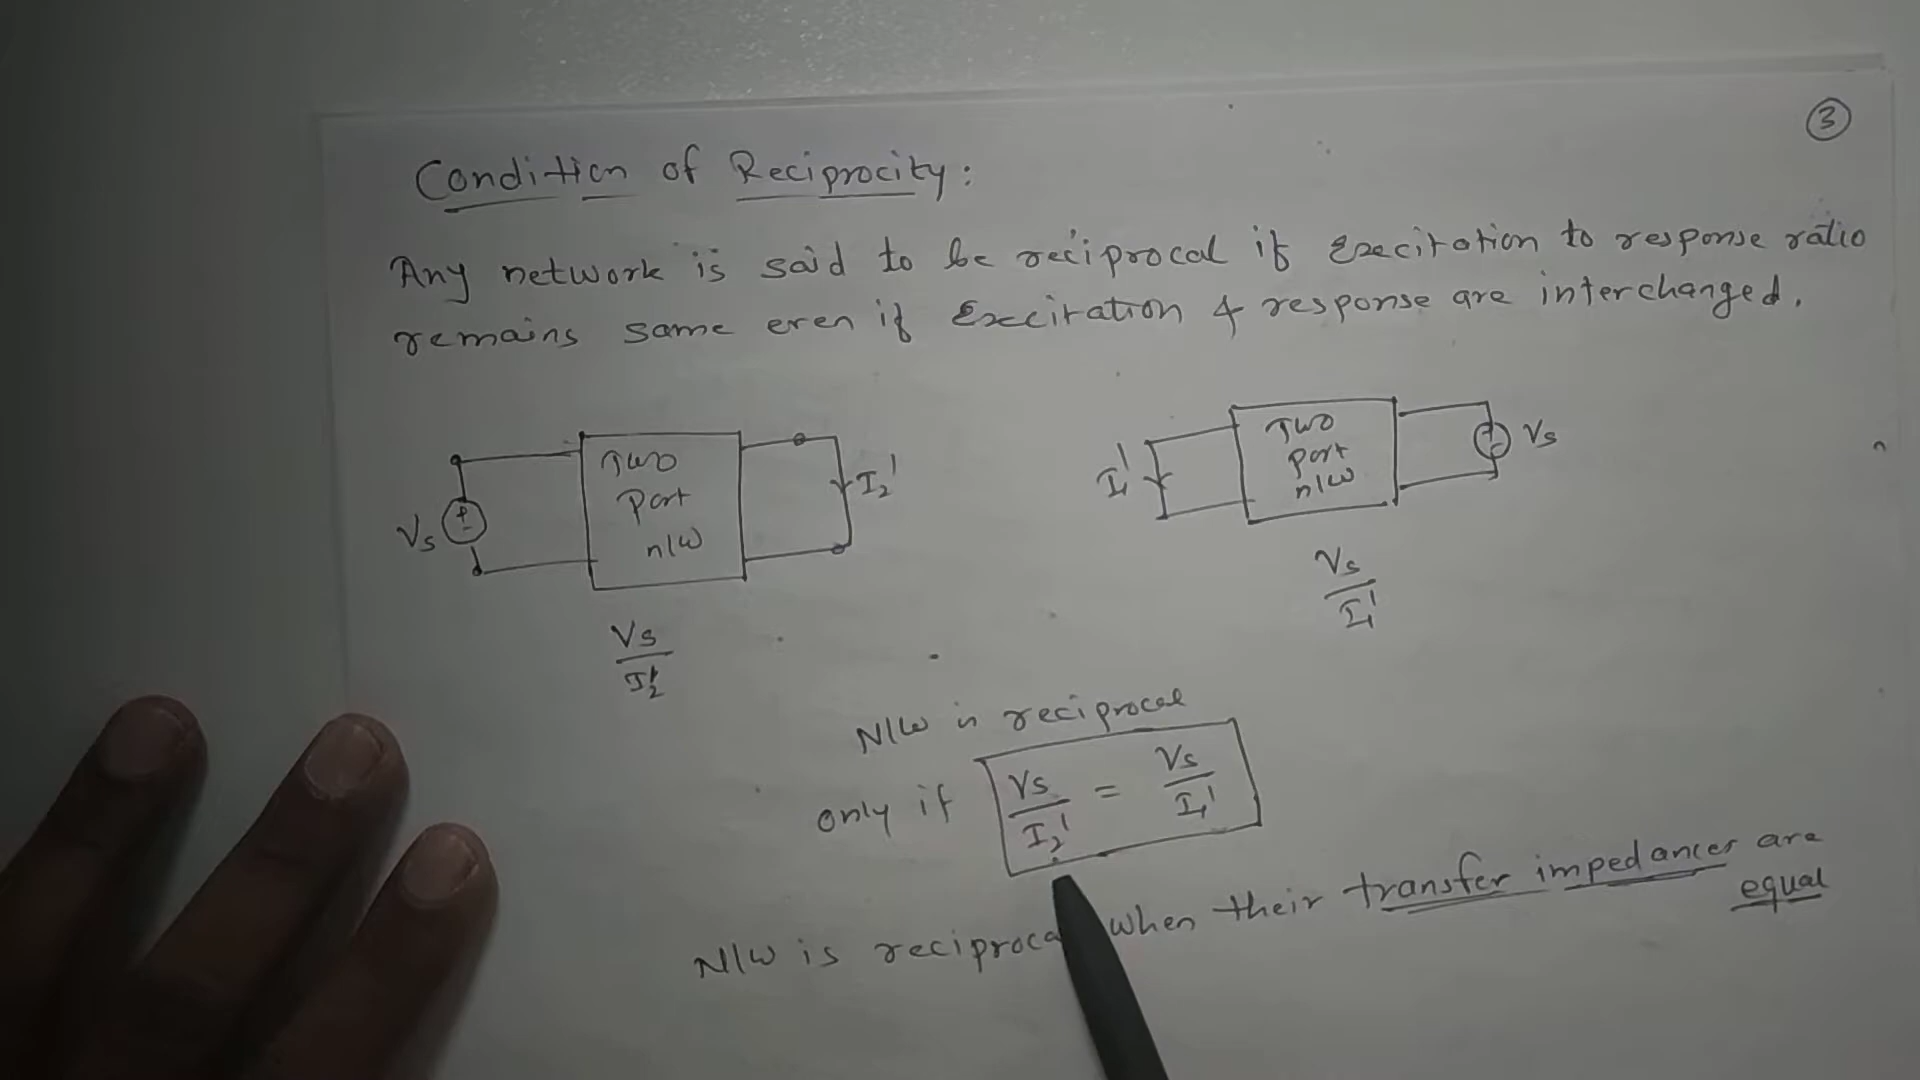 ③
Condition of Reciprocity:
Any network is said to be reciprocal if Excitation to response ratio
remains same even if Excitation & response are interchanged.
Vs
+
-
Two
Port
n/w
I2'
Vs
I2'
I1'
Two
port
n/w
Vs
Vs
I1'
N/W is reciprocal
only if Vs/I2' = Vs/I1'
N/W is reciprocal when their transfer impedances are
equal